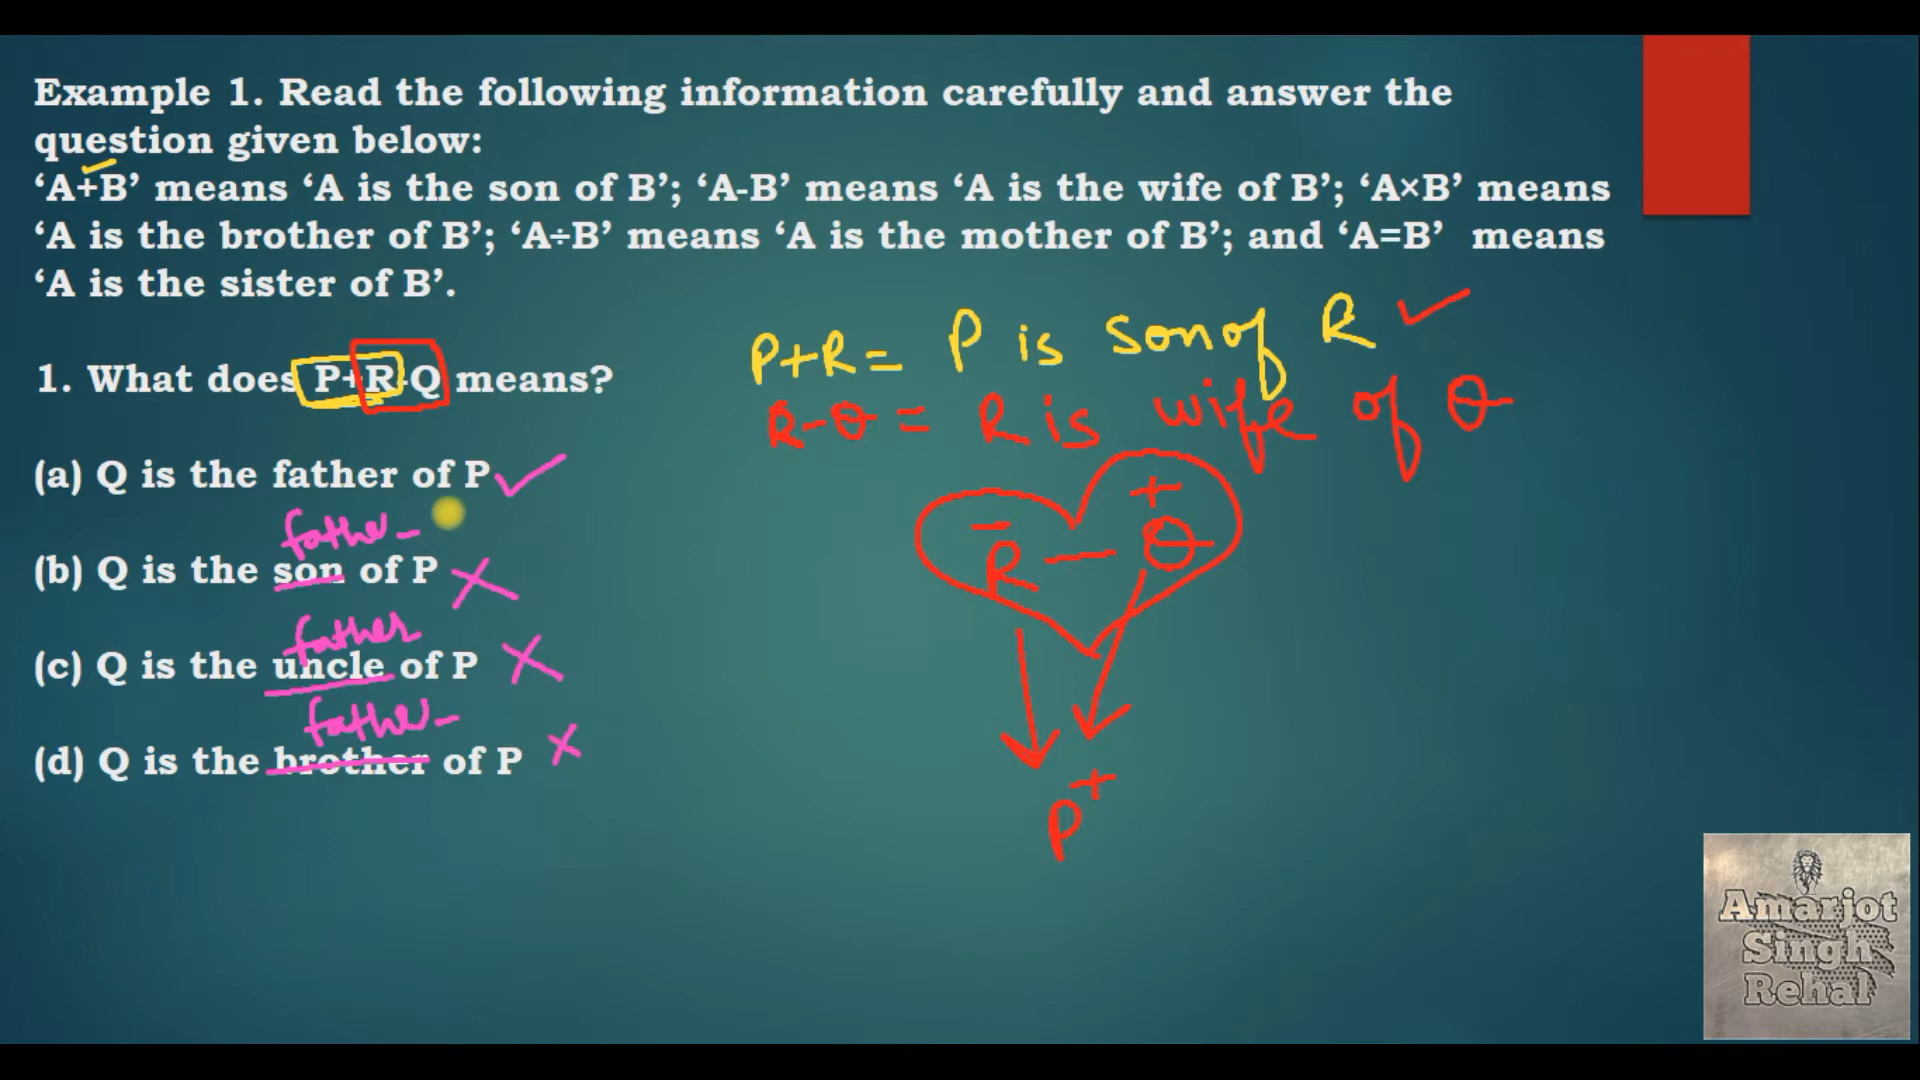 Example 1. Read the following information carefully and answer the
question given below:
‘A+B’ means ‘A is the son of B’; ‘A-B’ means ‘A is the wife of B’; ‘A×B’ means
‘A is the brother of B’; ‘A÷B’ means ‘A is the mother of B’; and ‘A=B’ means
‘A is the sister of B’.
P+R = P is son of R
1. What does P+R-Q means?
R-Q = R is wife of Q
(a) Q is the father of P
father
(b) Q is the son of P
R - Q
father
(c) Q is the uncle of P
father
(d) Q is the brother of P
P+
Amarjot
Singh
Rehal